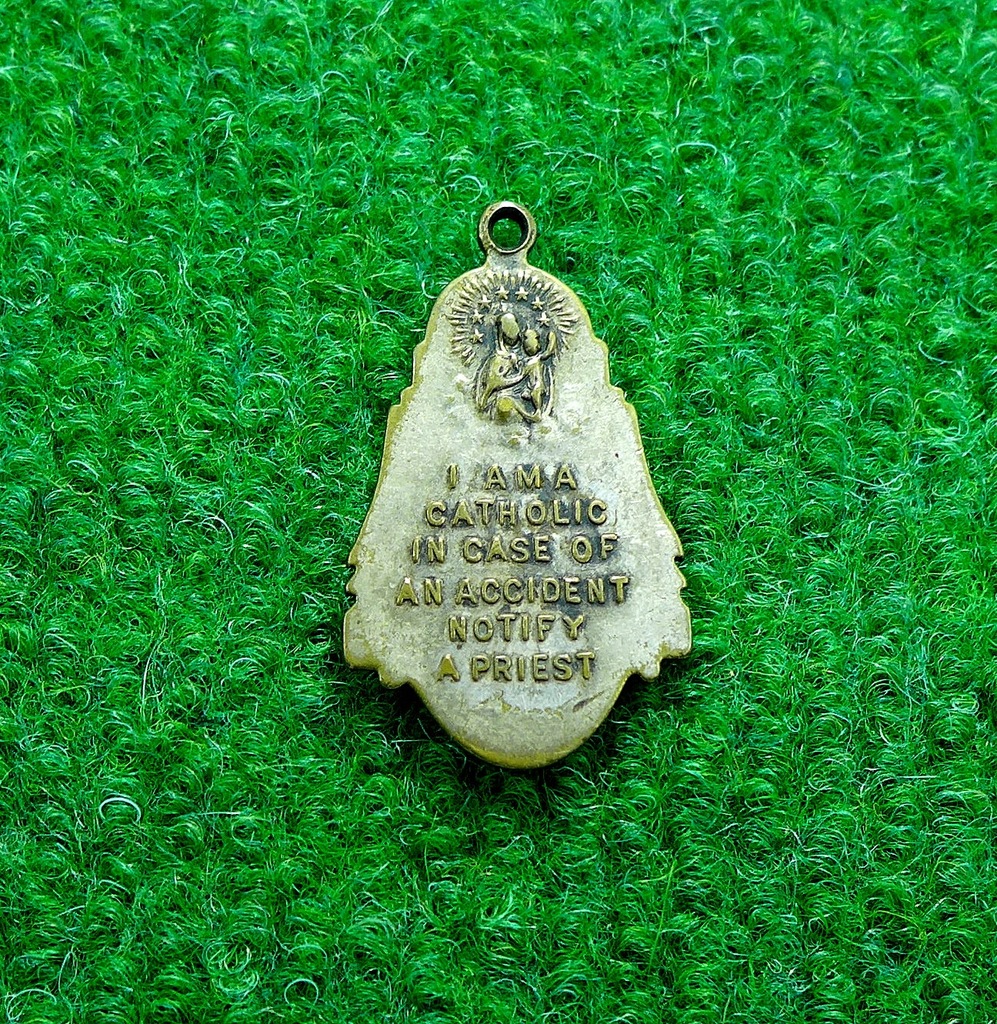 I AM A
CATHOLIC
IN CASE OF
AN ACCIDENT
NOTIFY
A PRIEST